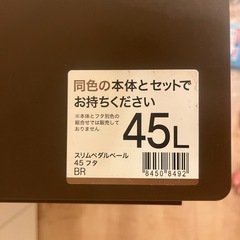 同色の本体とセットで
お持ちください
※本体とフタ別色の
組合せでは販売して
おりません
45L
スリムペダルペール
45 フタ
BR
84508492